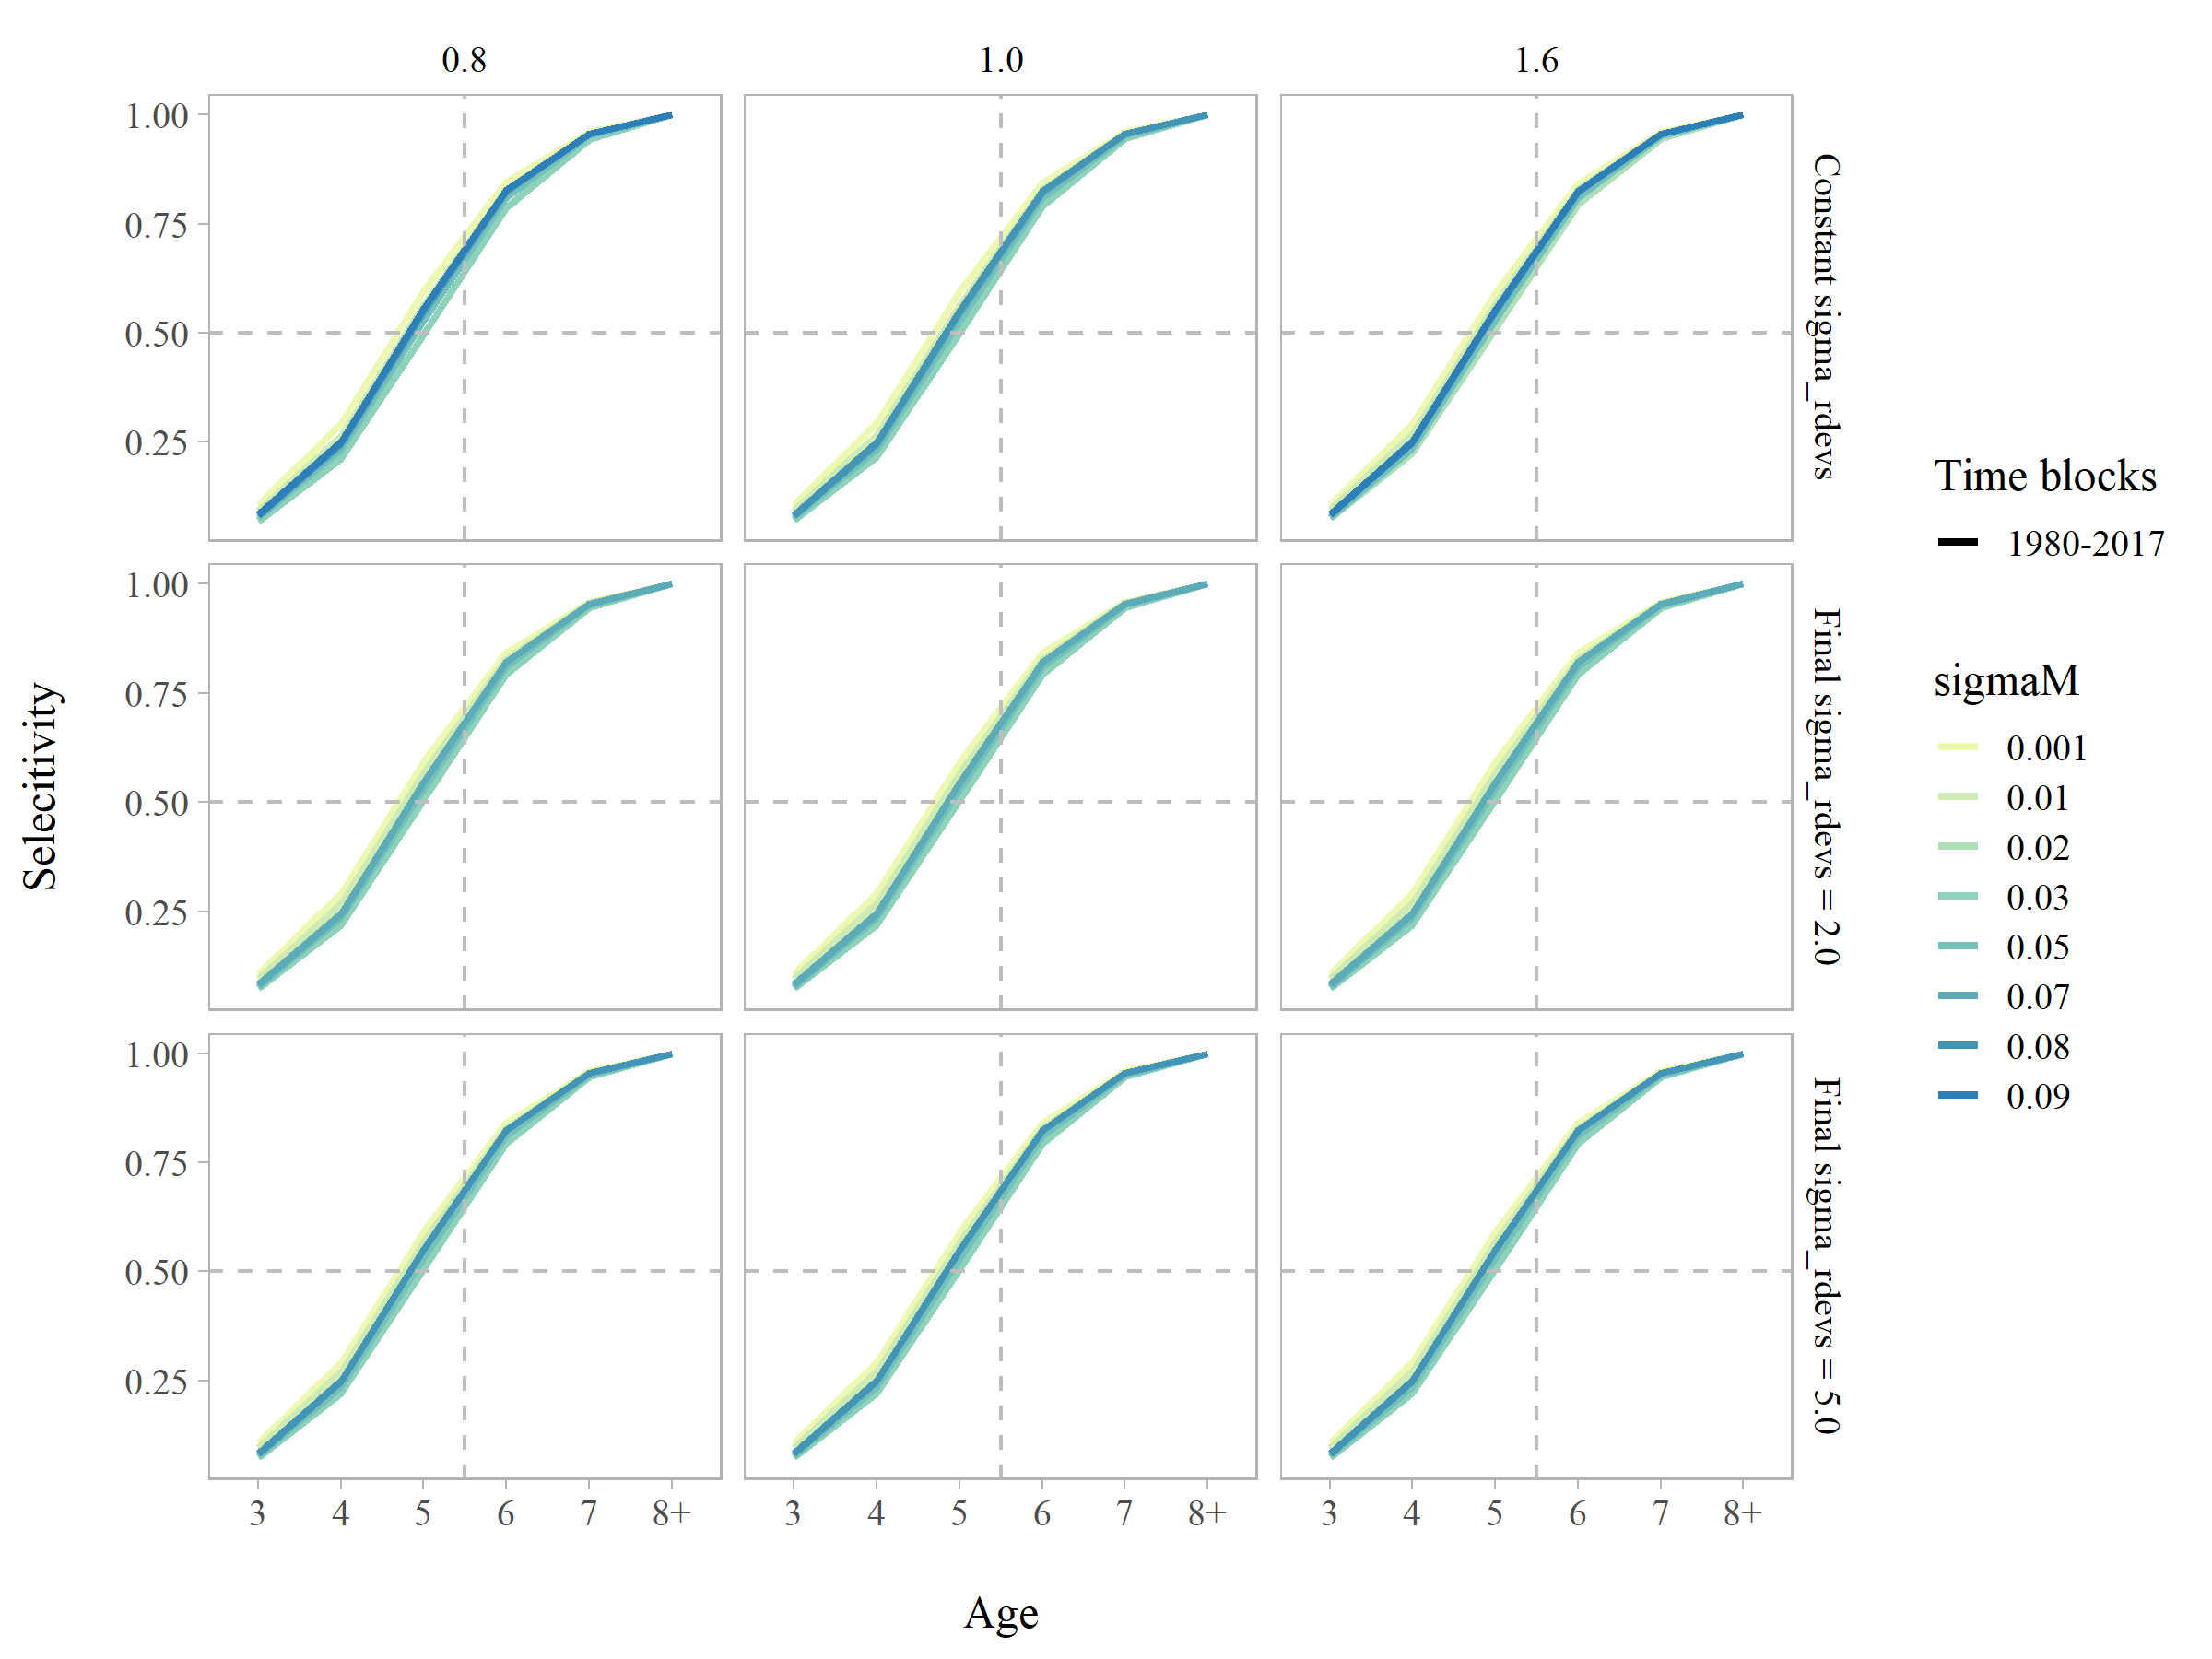 0.8 1.0 1.6
1.00
0.75
0.50
0.25
Constant sigma_rdevs
1.00
0.75
0.50
0.25
Final sigma_rdevs = 2.0
1.00
0.75
0.50
0.25
Final sigma_rdevs = 5.0
3 4 5 6 7 8+ 3 4 5 6 7 8+ 3 4 5 6 7 8+
Age
Selecitivity
Time blocks
1980-2017
sigmaM
0.001
0.01
0.02
0.03
0.05
0.07
0.08
0.09